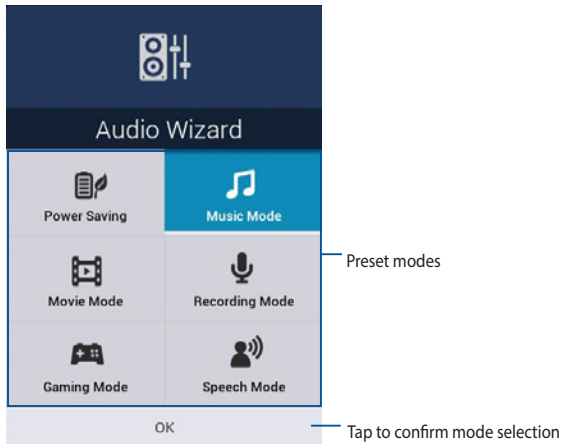 Audio Wizard
Power Saving
Music Mode
Preset modes
Movie Mode
Recording Mode
Gaming Mode
Speech Mode
OK
Tap to confirm mode selection